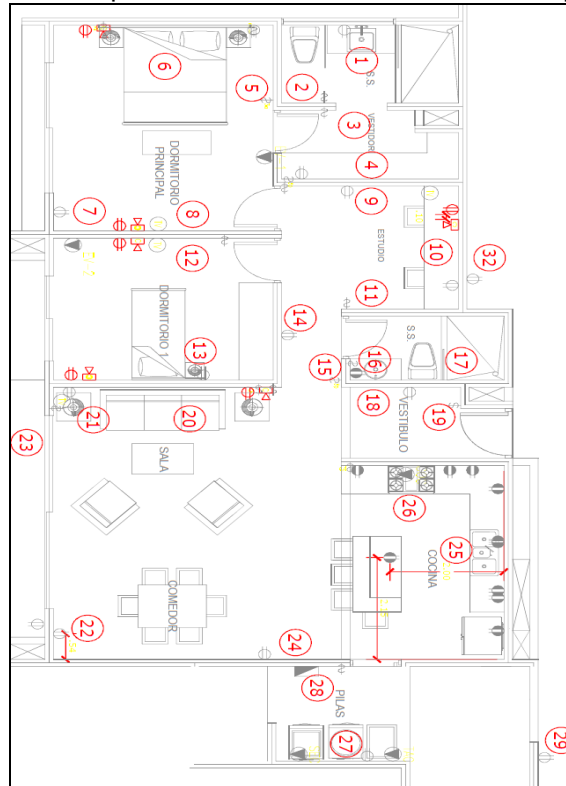 1
S.S.
6
2
5
3
VESTIDOR
4
DORMITORIO
PRINCIPAL
7
8
9
ESTUDIO
10
32
11
12
DORMITORIO 1
13
14
15
S.S.
16
17
18
VESTIBULO
19
20
21
23
SALA
26
COCINA
25
COMEDOR
22
24
28
PILAS
27
29